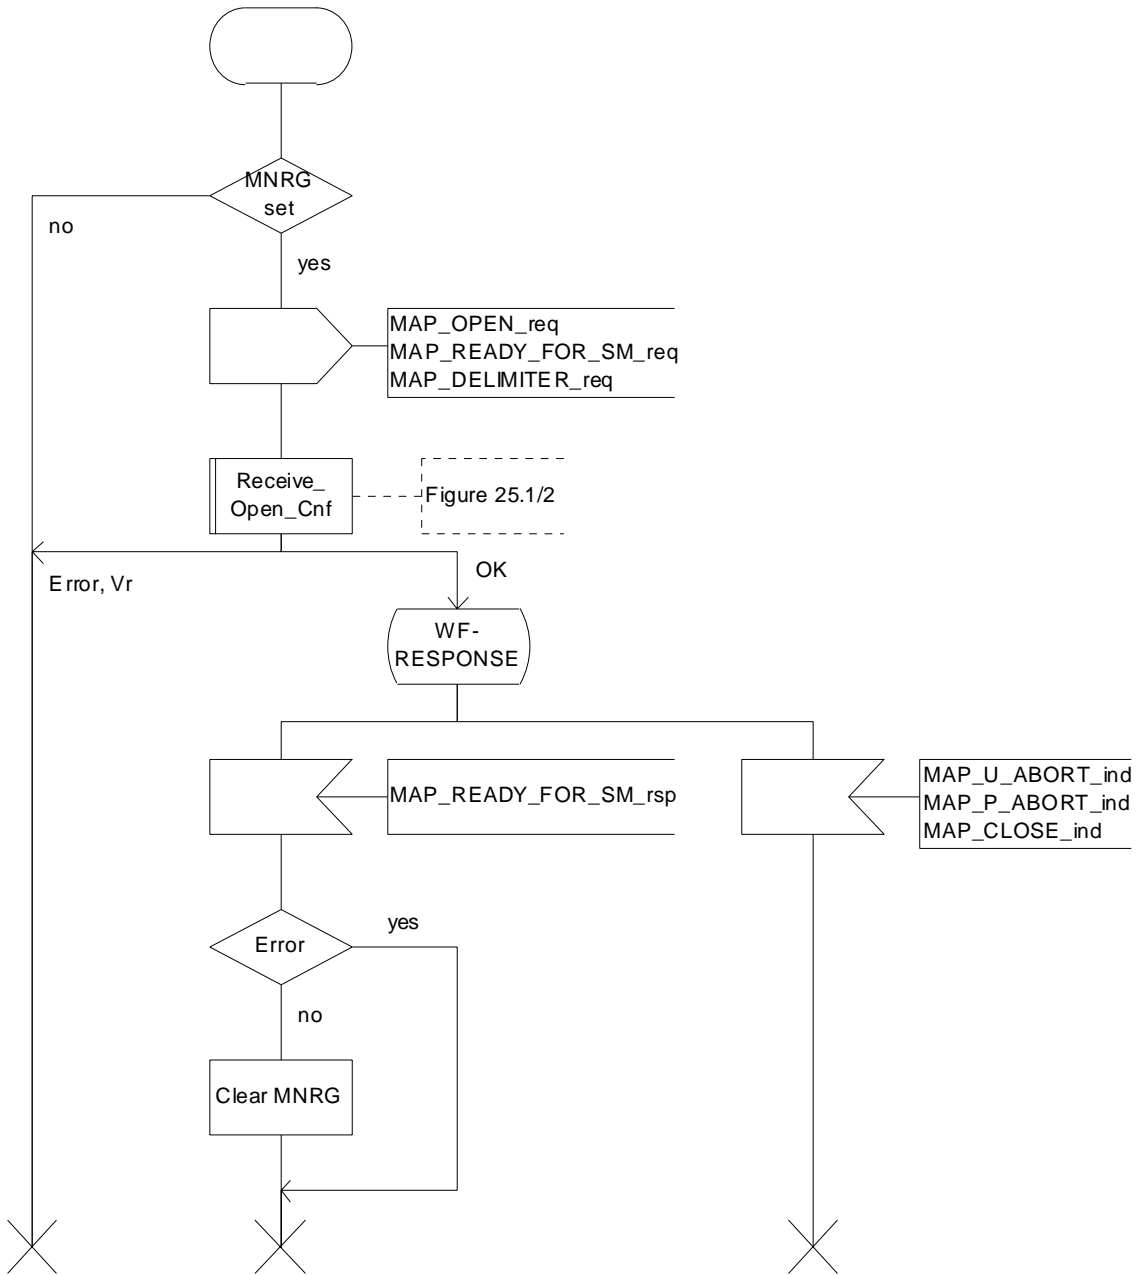 MNRG
set
no
yes
MAP_OPEN_req
MAP_READY_FOR_SM_req
MAP_DELIMITER_req
Receive_
Open_Cnf
Figure 25.1/2
Error, Vr
OK
WF-
RESPONSE
MAP_READY_FOR_SM_rsp
MAP_U_ABORT_ind
MAP_P_ABORT_ind
MAP_CLOSE_ind
Error
yes
no
Clear MNRG